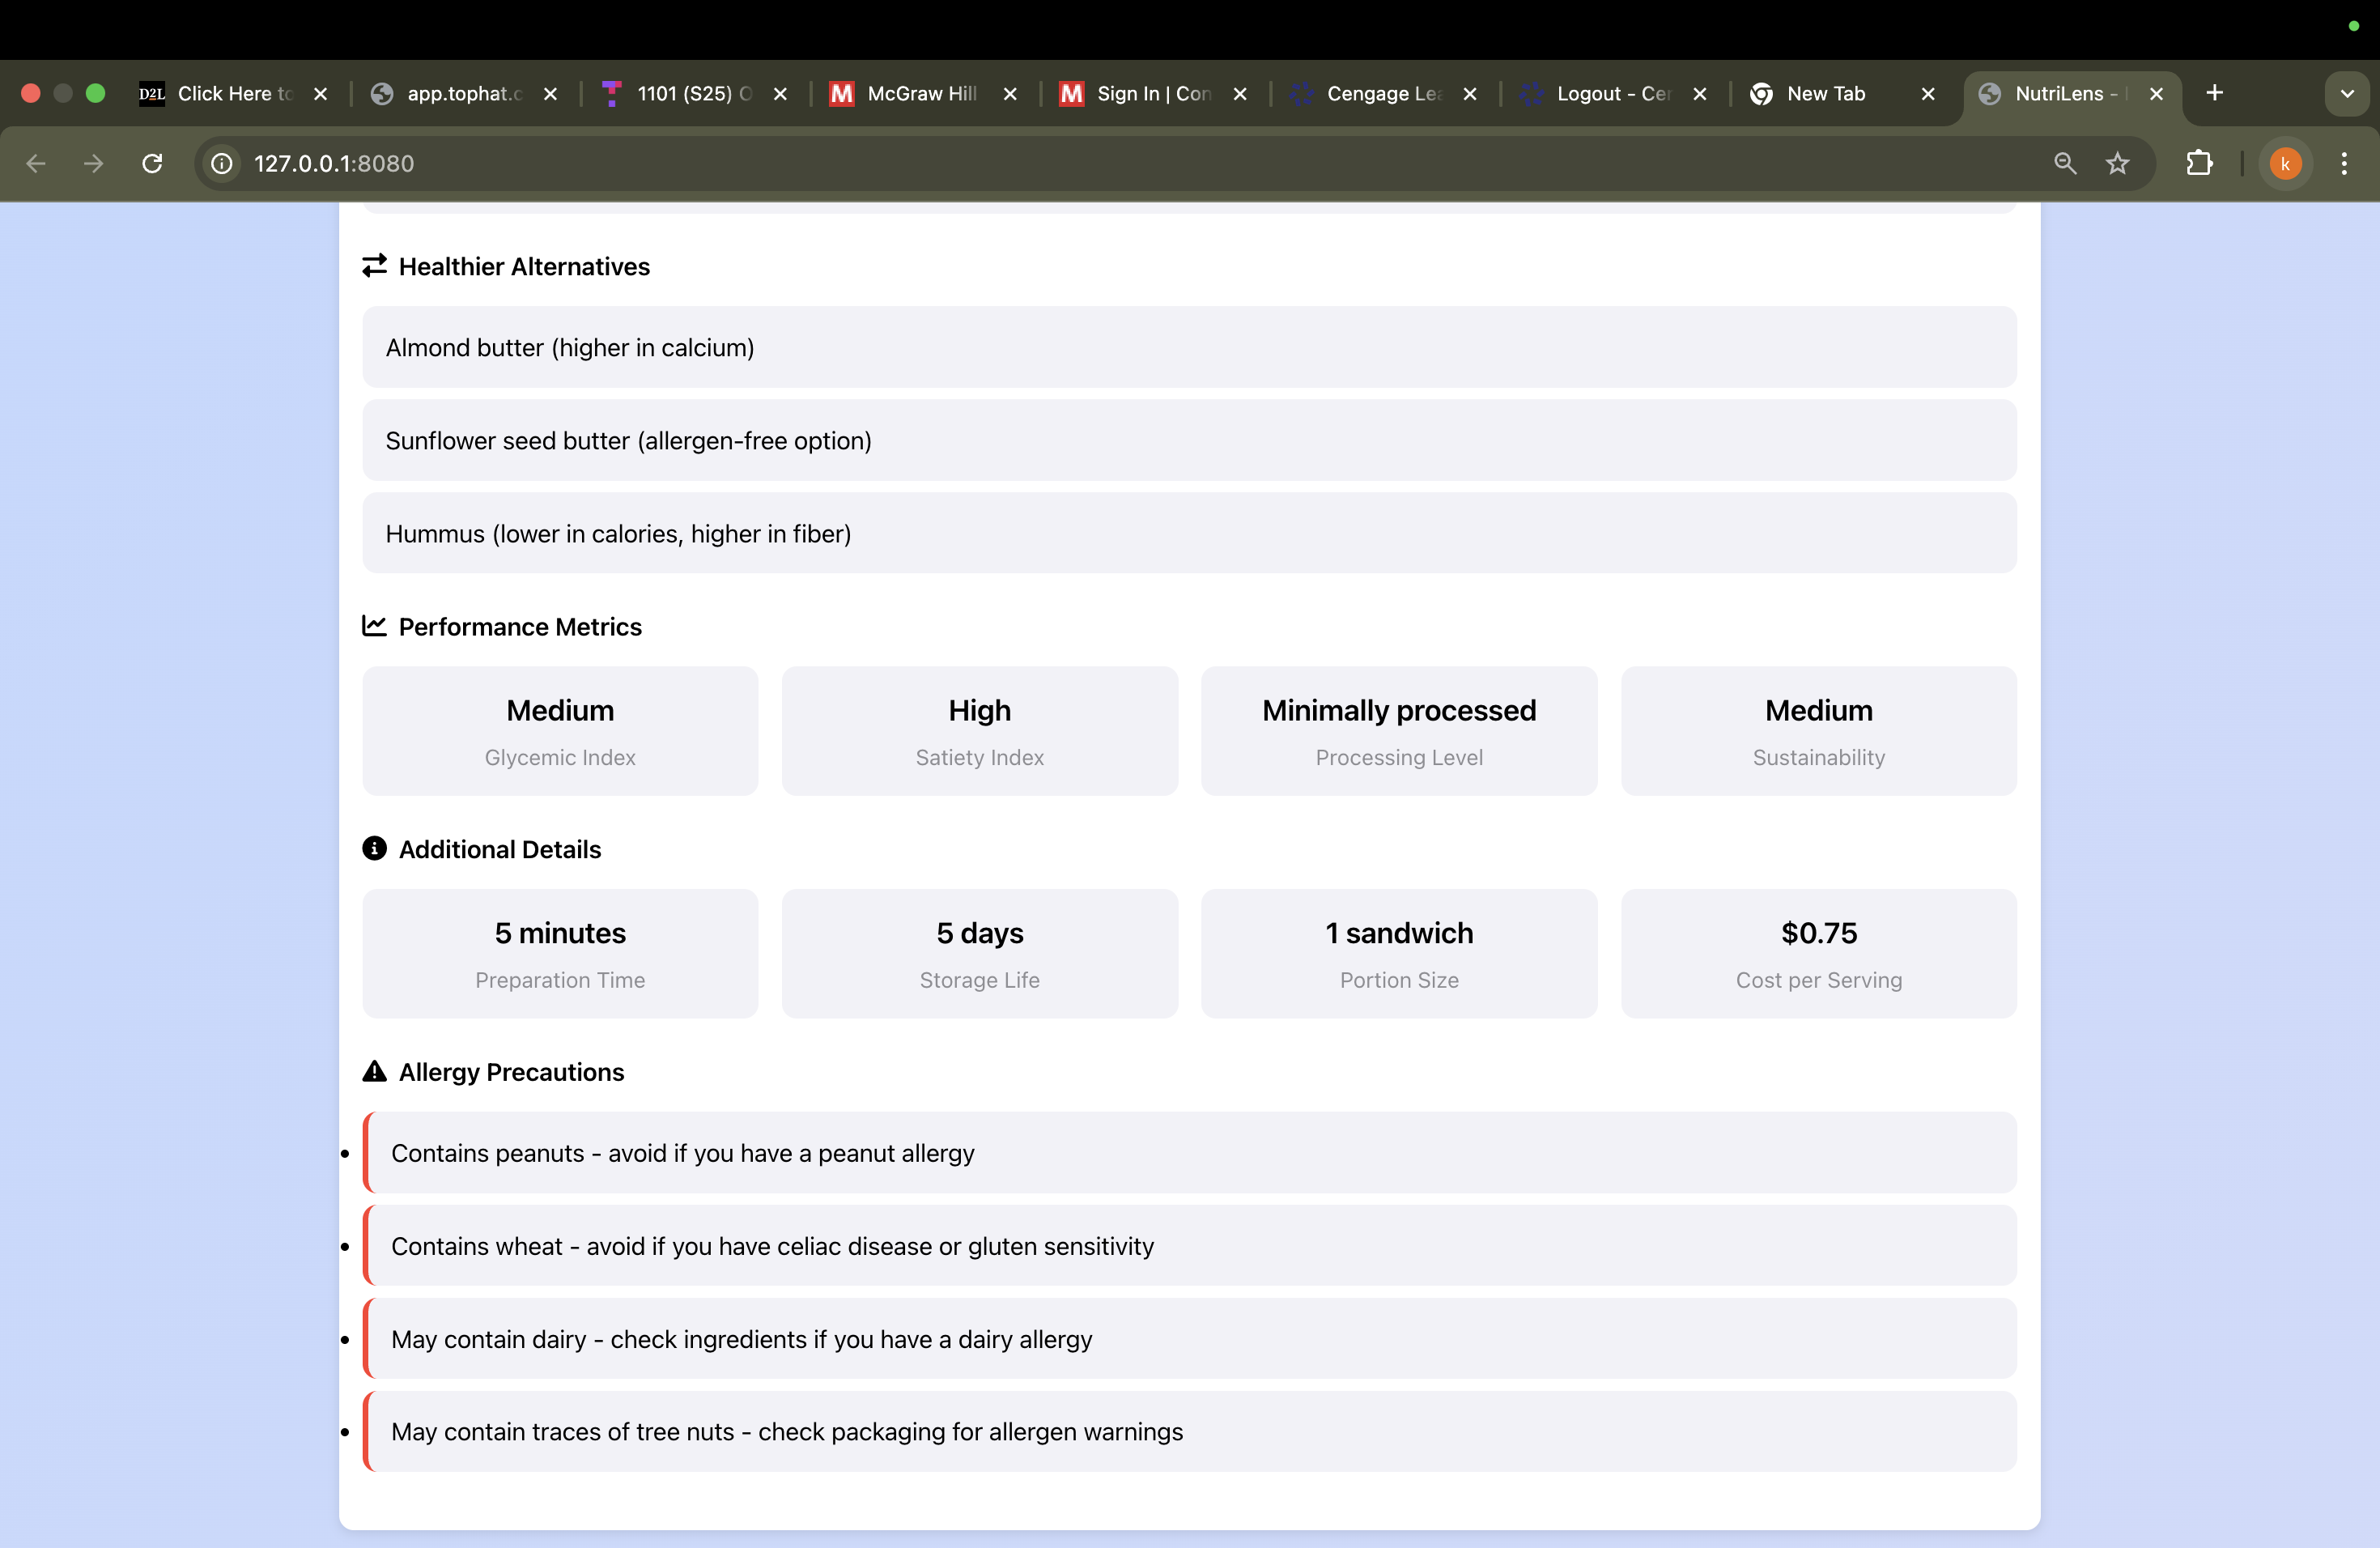 D2L Click Here to
app.tophat.c
1101 (S25)
M McGraw Hill
M Sign In | Con
Cengage Lea
Logout - Cen
New Tab
NutriLens -
127.0.0.1:8080
k
Healthier Alternatives
Almond butter (higher in calcium)
Sunflower seed butter (allergen-free option)
Hummus (lower in calories, higher in fiber)
Performance Metrics
Medium
Glycemic Index
High
Satiety Index
Minimally processed
Processing Level
Medium
Sustainability
Additional Details
5 minutes
Preparation Time
5 days
Storage Life
1 sandwich
Portion Size
$0.75
Cost per Serving
Allergy Precautions
Contains peanuts - avoid if you have a peanut allergy
Contains wheat - avoid if you have celiac disease or gluten sensitivity
May contain dairy - check ingredients if you have a dairy allergy
May contain traces of tree nuts - check packaging for allergen warnings